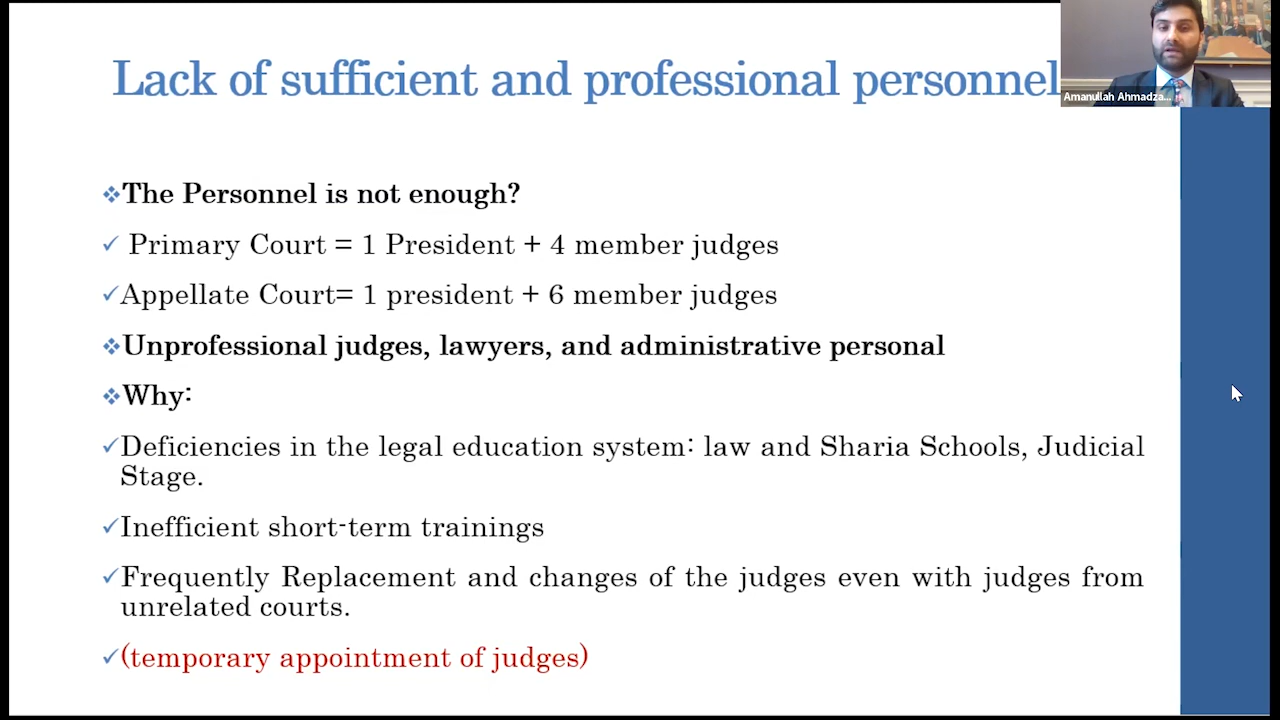 Lack of sufficient and professional personnel
Amanullah Ahmadza...
❖The Personnel is not enough?
✓ Primary Court = 1 President + 4 member judges
✓Appellate Court= 1 president + 6 member judges
❖Unprofessional judges, lawyers, and administrative personal
❖Why:
✓Deficiencies in the legal education system: law and Sharia Schools, Judicial
Stage.
✓Inefficient short-term trainings
✓Frequently Replacement and changes of the judges even with judges from
unrelated courts.
✓(temporary appointment of judges)